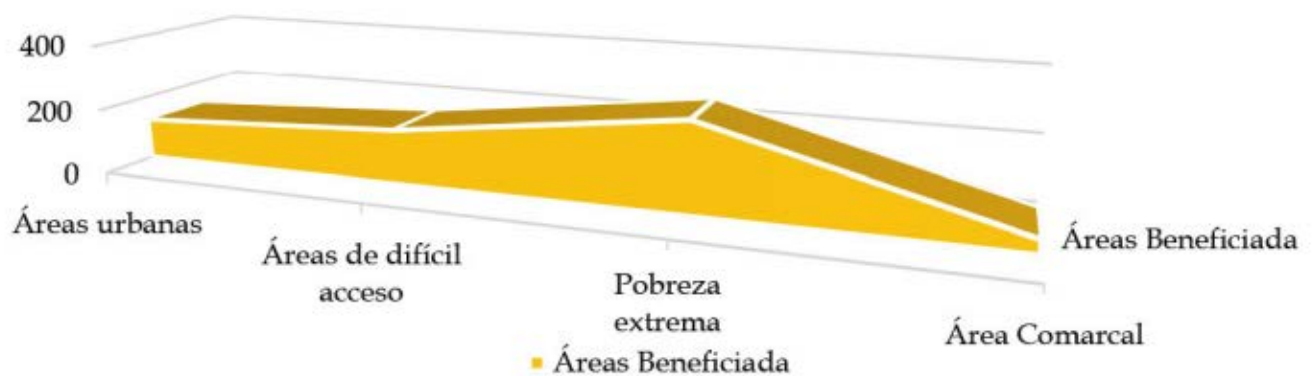 400
200
0
Áreas urbanas
Áreas de difícil
acceso
Pobreza
extrema
Área Comarcal
Áreas Beneficiada
Áreas Beneficiada